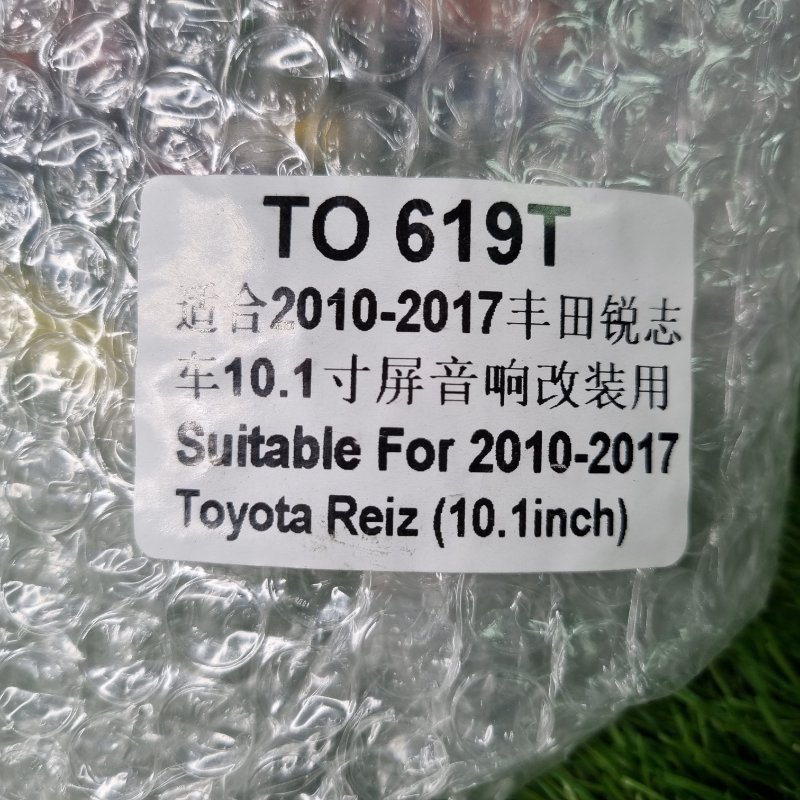 TO 619T
适合2010-2017丰田锐志
车10.1寸屏音响改装用
Suitable For 2010-2017
Toyota Reiz (10.1inch)